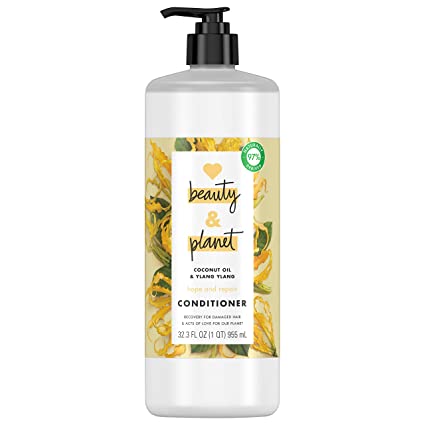 97%
beauty
&
planet
COCONUT OIL
& YLANG YLANG
hope and repair
CONDITIONER
RECOVERY FOR DAMAGED HAIR
& ACTS OF LOVE FOR OUR PLANET
32.3 FL OZ (1 QT) 955 mL